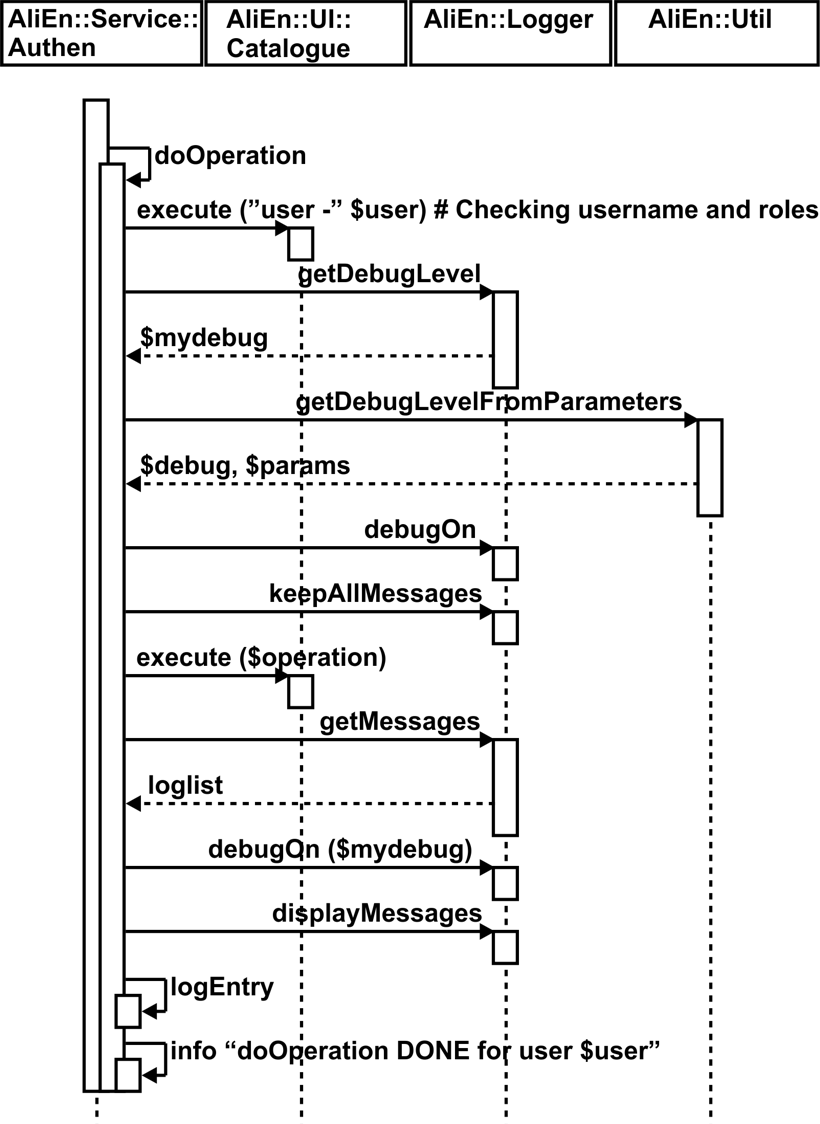 AliEn::Service::
Authen
AliEn::UI::
Catalogue
AliEn::Logger
AliEn::Util
doOperation
execute (”user -” $user) # Checking username and roles
getDebugLevel
$mydebug
getDebugLevelFromParameters
$debug, $params
debugOn
keepAllMessages
execute ($operation)
getMessages
loglist
debugOn ($mydebug)
displayMessages
logEntry
info “doOperation DONE for user $user”